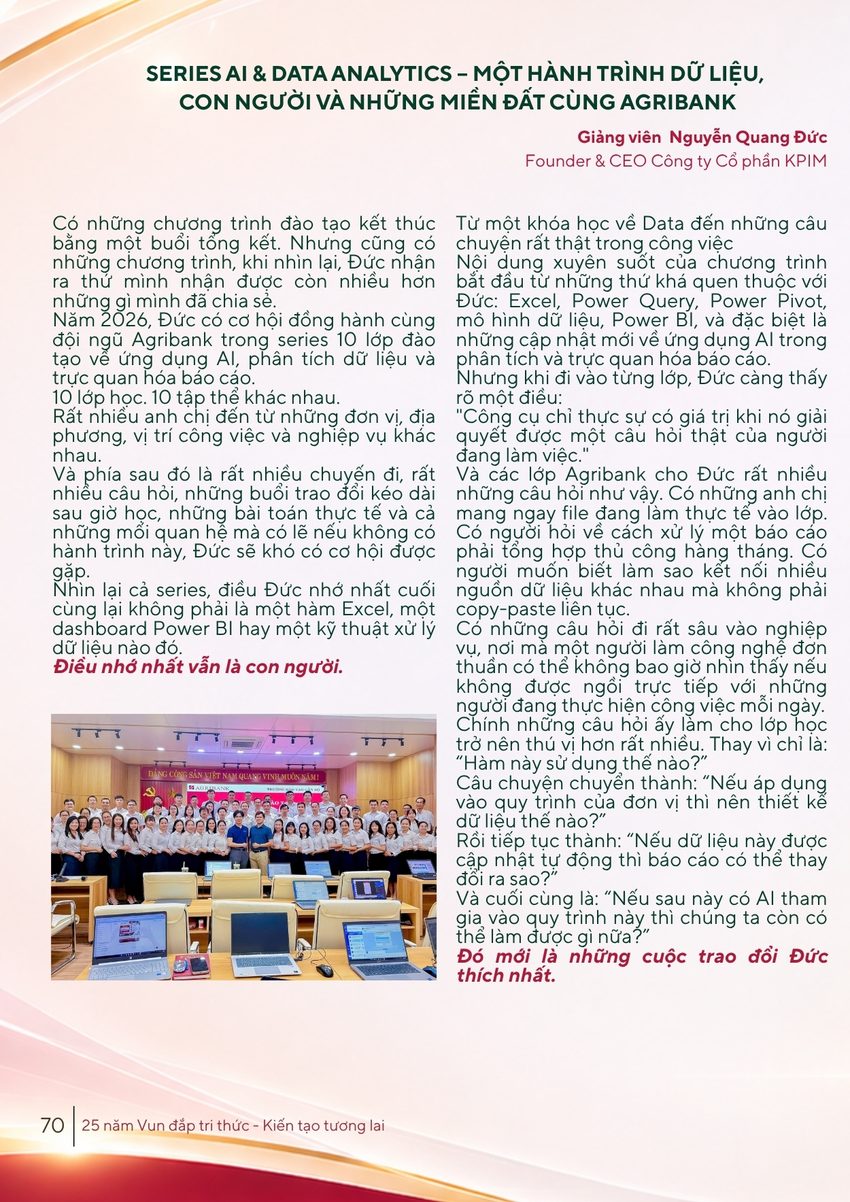 SERIES AI & DATA ANALYTICS – MỘT HÀNH TRÌNH DỮ LIỆU,
CON NGƯỜI VÀ NHỮNG MIỀN ĐẤT CÙNG AGRIBANK
Giảng viên Nguyễn Quang Đức
Founder & CEO Công ty Cổ phần KPIM
Có những chương trình đào tạo kết thúc
bằng một buổi tổng kết. Nhưng cũng có
những chương trình, khi nhìn lại, Đức nhận
ra thứ mình nhận được còn nhiều hơn
những gì mình đã chia sẻ.
Năm 2026, Đức có cơ hội đồng hành cùng
đội ngũ Agribank trong series 10 lớp đào
tạo về ứng dụng AI, phân tích dữ liệu và
trực quan hóa báo cáo.
10 lớp học. 10 tập thể khác nhau.
Rất nhiều anh chị đến từ những đơn vị, địa
phương, vị trí công việc và nghiệp vụ khác
nhau.
Và phía sau đó là rất nhiều chuyến đi, rất
nhiều câu hỏi, những buổi trao đổi kéo dài
sau giờ học, những bài toán thực tế và cả
những mối quan hệ mà có lẽ nếu không có
hành trình này, Đức sẽ khó có cơ hội được
gặp.
Nhìn lại cả series, điều Đức nhớ nhất cuối
cùng lại không phải là một hàm Excel, một
dashboard Power BI hay một kỹ thuật xử lý
dữ liệu nào đó.
Điều nhớ nhất vẫn là con người.
ĐẢNG CỘNG SẢN VIỆT NAM QUANG VINH MUÔN NĂM!
AGRIBANK
TRƯỜNG ĐÀO TẠO CÁN BỘ
Từ một khóa học về Data đến những câu
chuyện rất thật trong công việc
Nội dung xuyên suốt của chương trình
bắt đầu từ những thứ khá quen thuộc với
Đức: Excel, Power Query, Power Pivot,
mô hình dữ liệu, Power BI, và đặc biệt là
những cập nhật mới về ứng dụng AI trong
phân tích và trực quan hóa báo cáo.
Nhưng khi đi vào từng lớp, Đức càng thấy
rõ một điều:
"Công cụ chỉ thực sự có giá trị khi nó giải
quyết được một câu hỏi thật của người
đang làm việc."
Và các lớp Agribank cho Đức rất nhiều
những câu hỏi như vậy. Có những anh chị
mang ngay file đang làm thực tế vào lớp.
Có người hỏi về cách xử lý một báo cáo
phải tổng hợp thủ công hàng tháng. Có
người muốn biết làm sao kết nối nhiều
nguồn dữ liệu khác nhau mà không phải
copy-paste liên tục.
Có những câu hỏi đi rất sâu vào nghiệp
vụ, nơi mà một người làm công nghệ đơn
thuần có thể không bao giờ nhìn thấy nếu
không được ngồi trực tiếp với những
người đang thực hiện công việc mỗi ngày.
Chính những câu hỏi ấy làm cho lớp học
trở nên thú vị hơn rất nhiều. Thay vì chỉ là:
“Hàm này sử dụng thế nào?”
Câu chuyện chuyển thành: “Nếu áp dụng
vào quy trình của đơn vị thì nên thiết kế
dữ liệu thế nào?”
Rồi tiếp tục thành: “Nếu dữ liệu này được
cập nhật tự động thì báo cáo có thể thay
đổi ra sao?”
Và cuối cùng là: “Nếu sau này có AI tham
gia vào quy trình này thì chúng ta còn có
thể làm được gì nữa?”
Đó mới là những cuộc trao đổi Đức
thích nhất.
70
25 năm Vun đắp tri thức - Kiến tạo tương lai